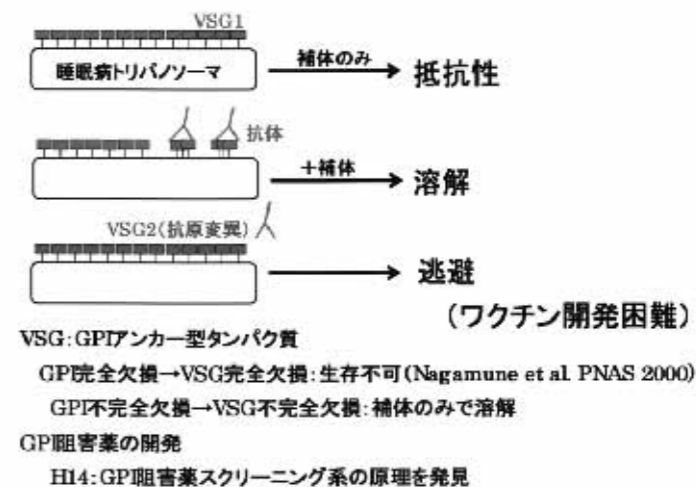 VSG1
睡眠病トリパノソーマ
補体のみ
抵抗性
抗体
+補体
溶解
VSG2(抗原変異)
逃避
(ワクチン開発困難)
VSG:GPIアンカー型タンパク質
GPI完全欠損→VSG完全欠損:生存不可(Nagamune et al. PNAS 2000)
GPI不完全欠損→VSG不完全欠損:補体のみで溶解
GPI阻害薬の開発
H14:GPI阻害薬スクリーニング系の原理を発見